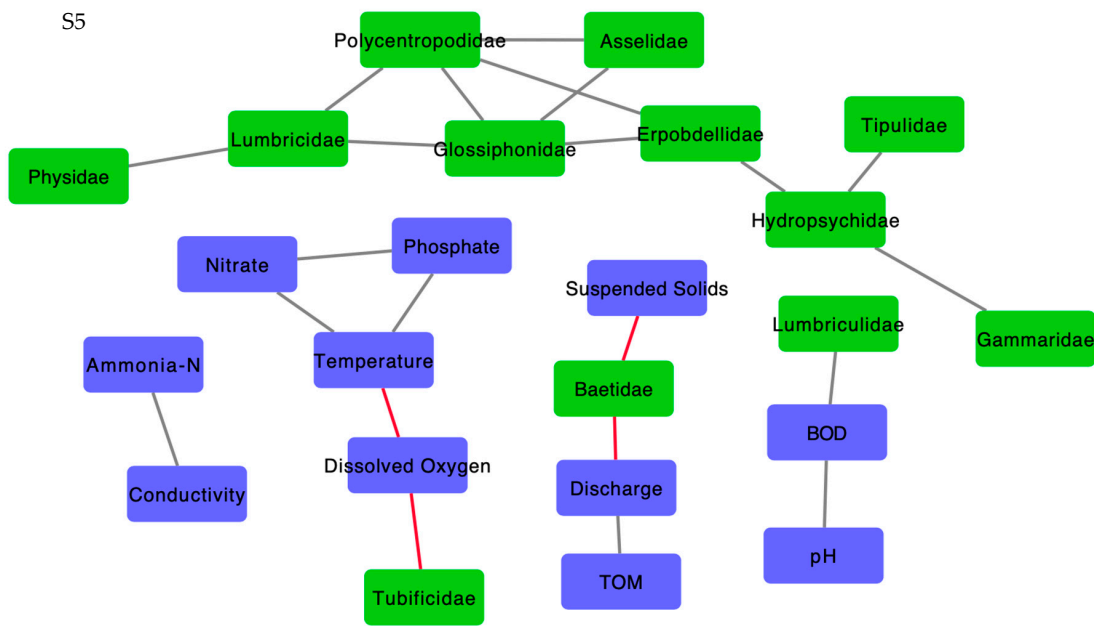 S5
Polycentropodidae
Asselidae
Lumbricidae
Glossiphonidae
Erpobdellidae
Tipulidae
Physidae
Hydropsychidae
Nitrate
Phosphate
Suspended Solids
Lumbriculidae
Gammaridae
Ammonia-N
Temperature
Baetidae
BOD
Dissolved Oxygen
Conductivity
Discharge
pH
Tubificidae
TOM